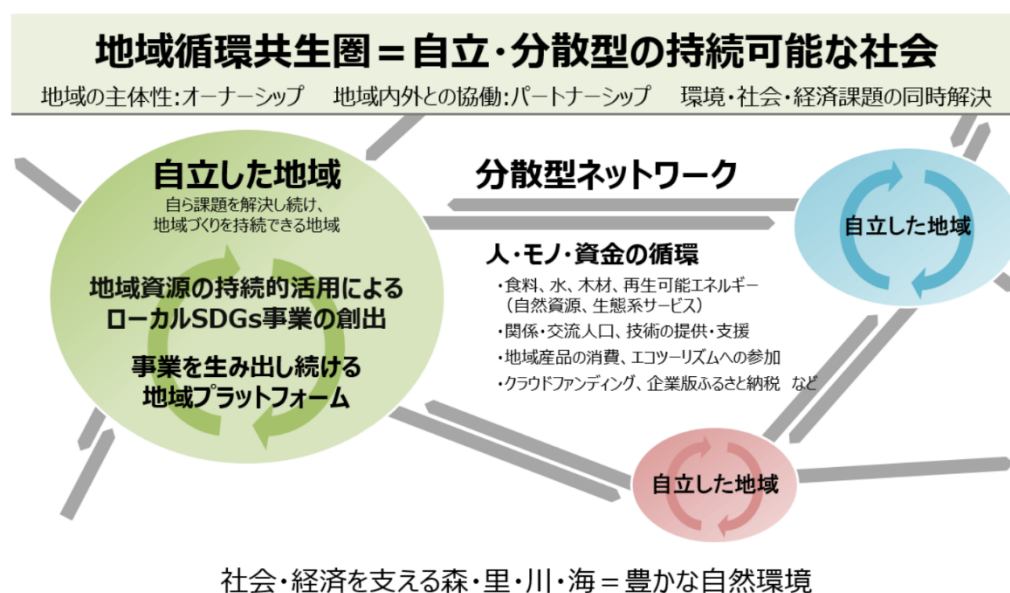 地域循環共生圏＝自立・分散型の持続可能な社会
地域の主体性:オーナーシップ　地域内外との協働:パートナーシップ　環境・社会・経済課題の同時解決
自立した地域
自ら課題を解決し続け、
地域づくりを持続できる地域
地域資源の持続的活用による
ローカルSDGs事業の創出
事業を生み出し続ける
地域プラットフォーム
分散型ネットワーク
人・モノ・資金の循環
・食料、水、木材、再生可能エネルギー
（自然資源、生態系サービス）
・関係・交流人口、技術の提供・支援
・地域産品の消費、エコツーリズムへの参加
・クラウドファンディング、企業版ふるさと納税　など
自立した地域
自立した地域
社会・経済を支える森・里・川・海＝豊かな自然環境